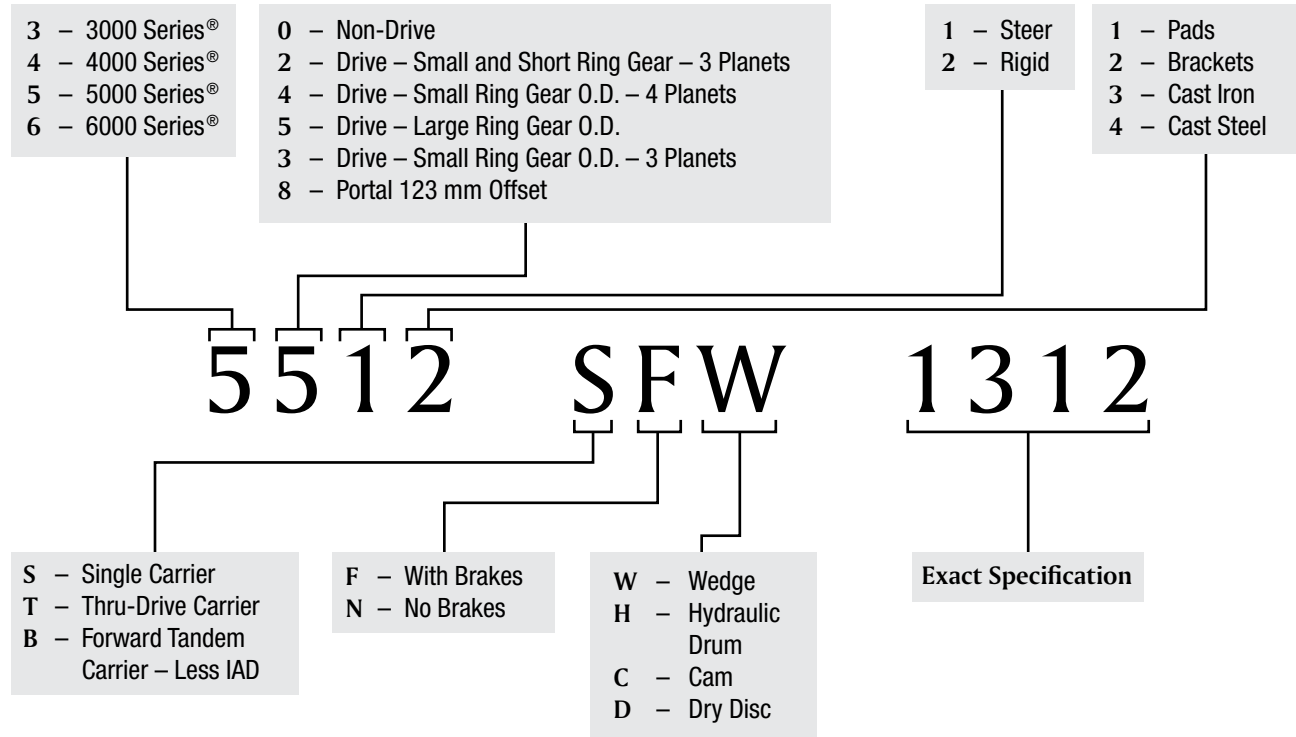 3 – 3000 Series®
4 – 4000 Series®
5 – 5000 Series®
6 – 6000 Series®
0 – Non-Drive
2 – Drive – Small and Short Ring Gear – 3 Planets
4 – Drive – Small Ring Gear O.D. – 4 Planets
5 – Drive – Large Ring Gear O.D.
3 – Drive – Small Ring Gear O.D. – 3 Planets
8 – Portal 123 mm Offset
1 – Steer
2 – Rigid
1 – Pads
2 – Brackets
3 – Cast Iron
4 – Cast Steel
5512 SFW 1312
S – Single Carrier
T – Thru-Drive Carrier
B – Forward Tandem
Carrier – Less IAD
F – With Brakes
N – No Brakes
W – Wedge
H – Hydraulic
Drum
C – Cam
D – Dry Disc
Exact Specification